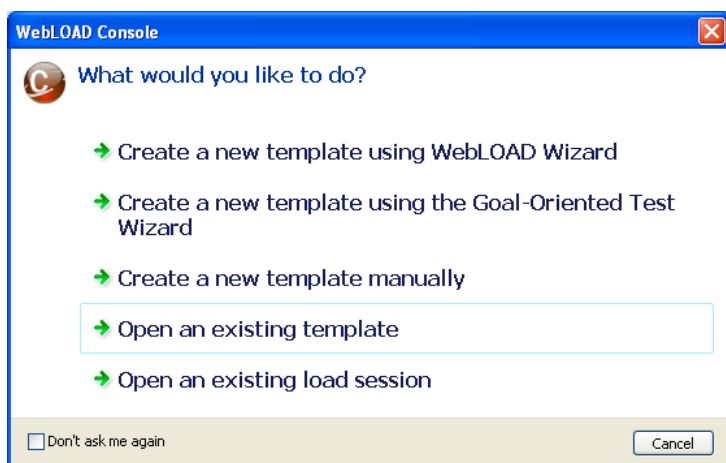 WebLOAD Console
What would you like to do?
Create a new template using WebLOAD Wizard
Create a new template using the Goal-Oriented Test
Wizard
Create a new template manually
Open an existing template
Open an existing load session
Don't ask me again
Cancel